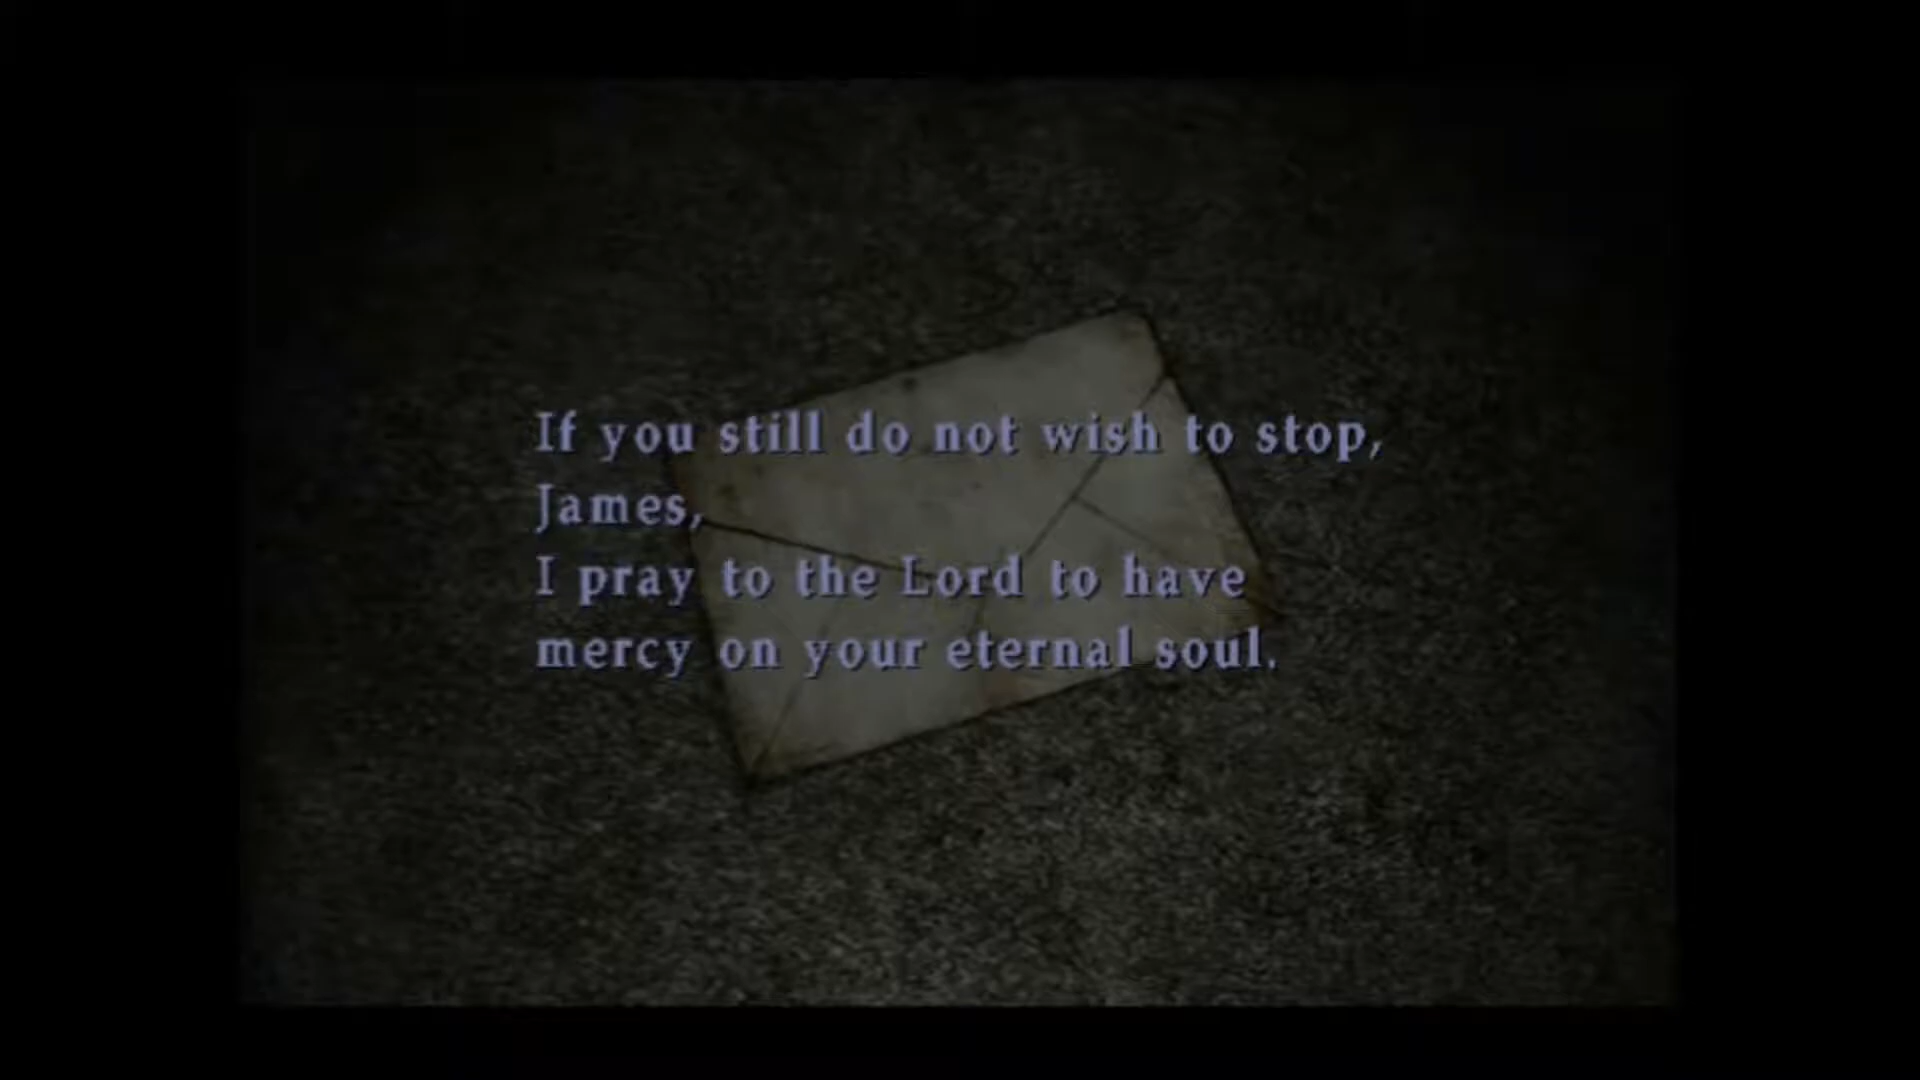 If you still do not wish to stop,
James,
I pray to the Lord to have
mercy on your eternal soul.